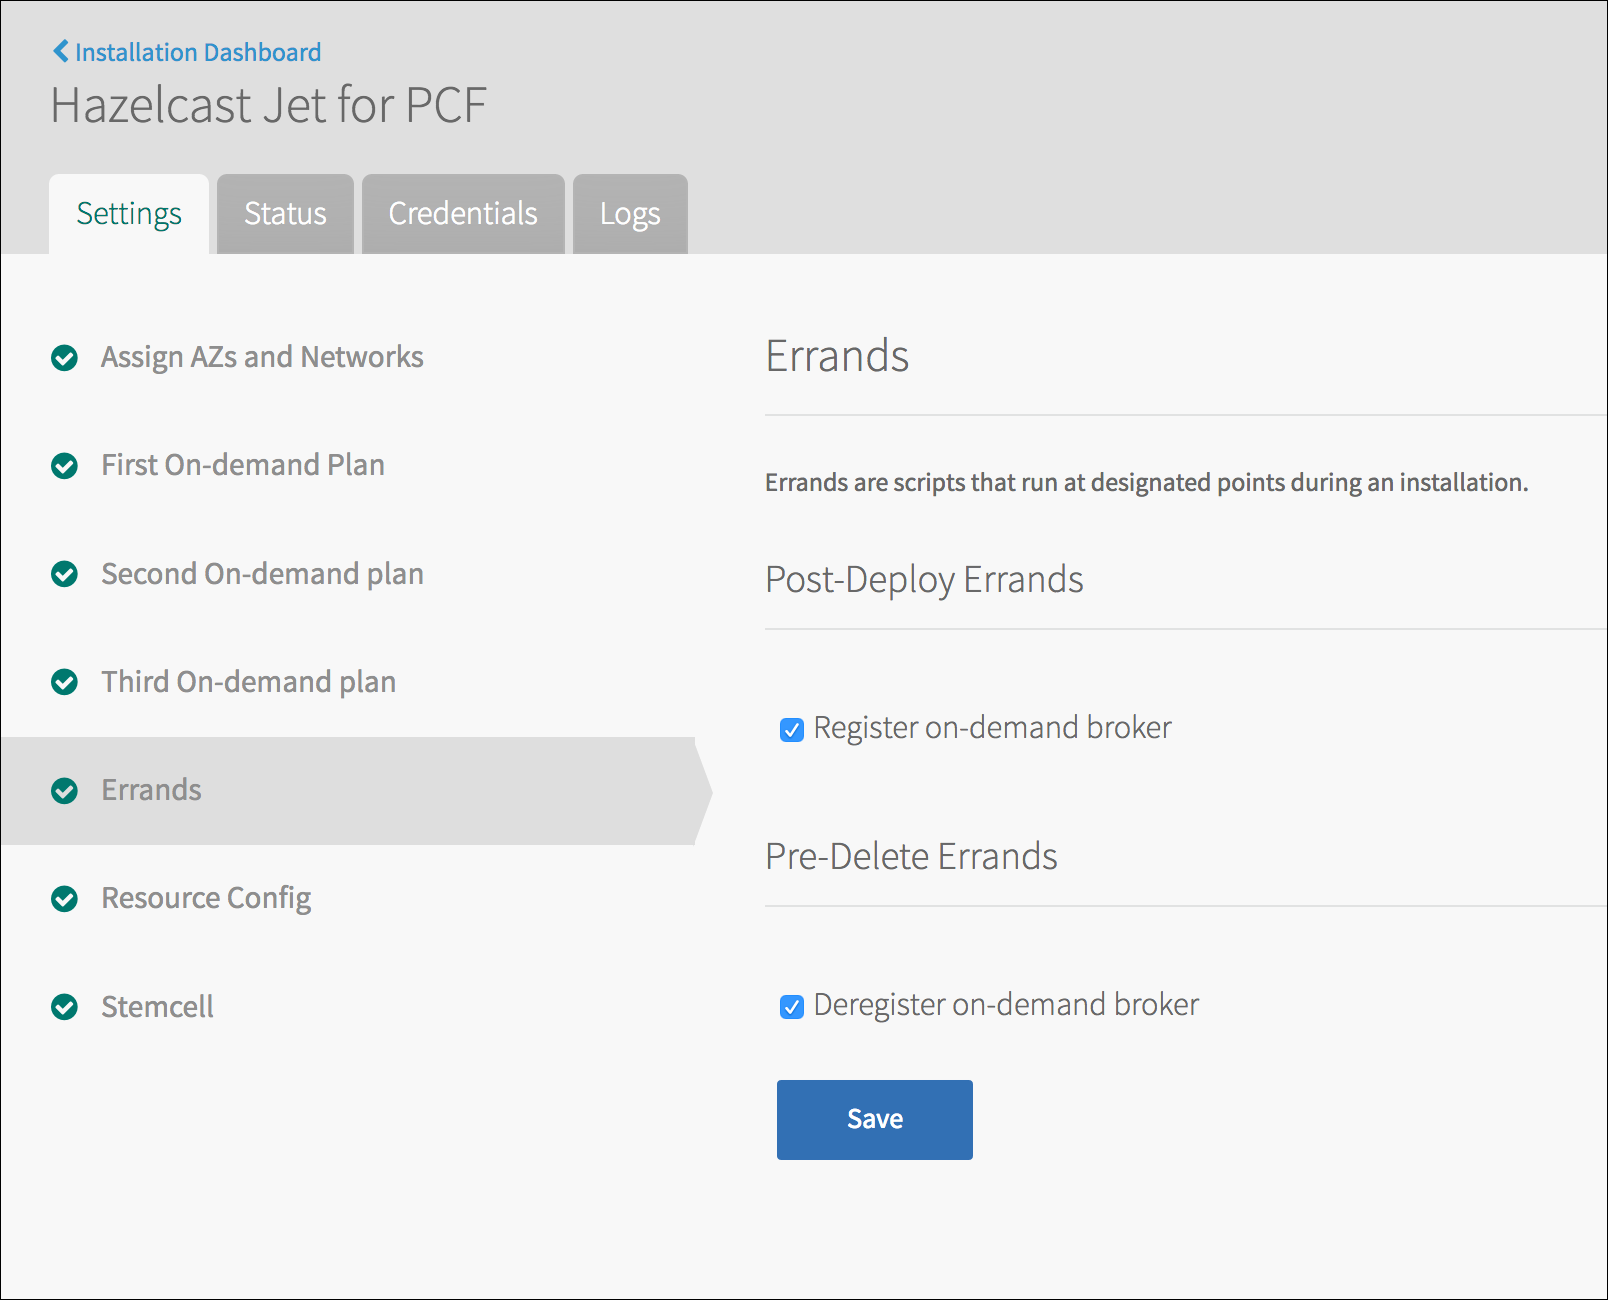 Installation Dashboard
Hazelcast Jet for PCF
Settings
Status
Credentials
Logs
Assign AZs and Networks
First On-demand Plan
Second On-demand plan
Third On-demand plan
Errands
Resource Config
Stemcell
Errands
Errands are scripts that run at designated points during an installation.
Post-Deploy Errands
Register on-demand broker
Pre-Delete Errands
Deregister on-demand broker
Save